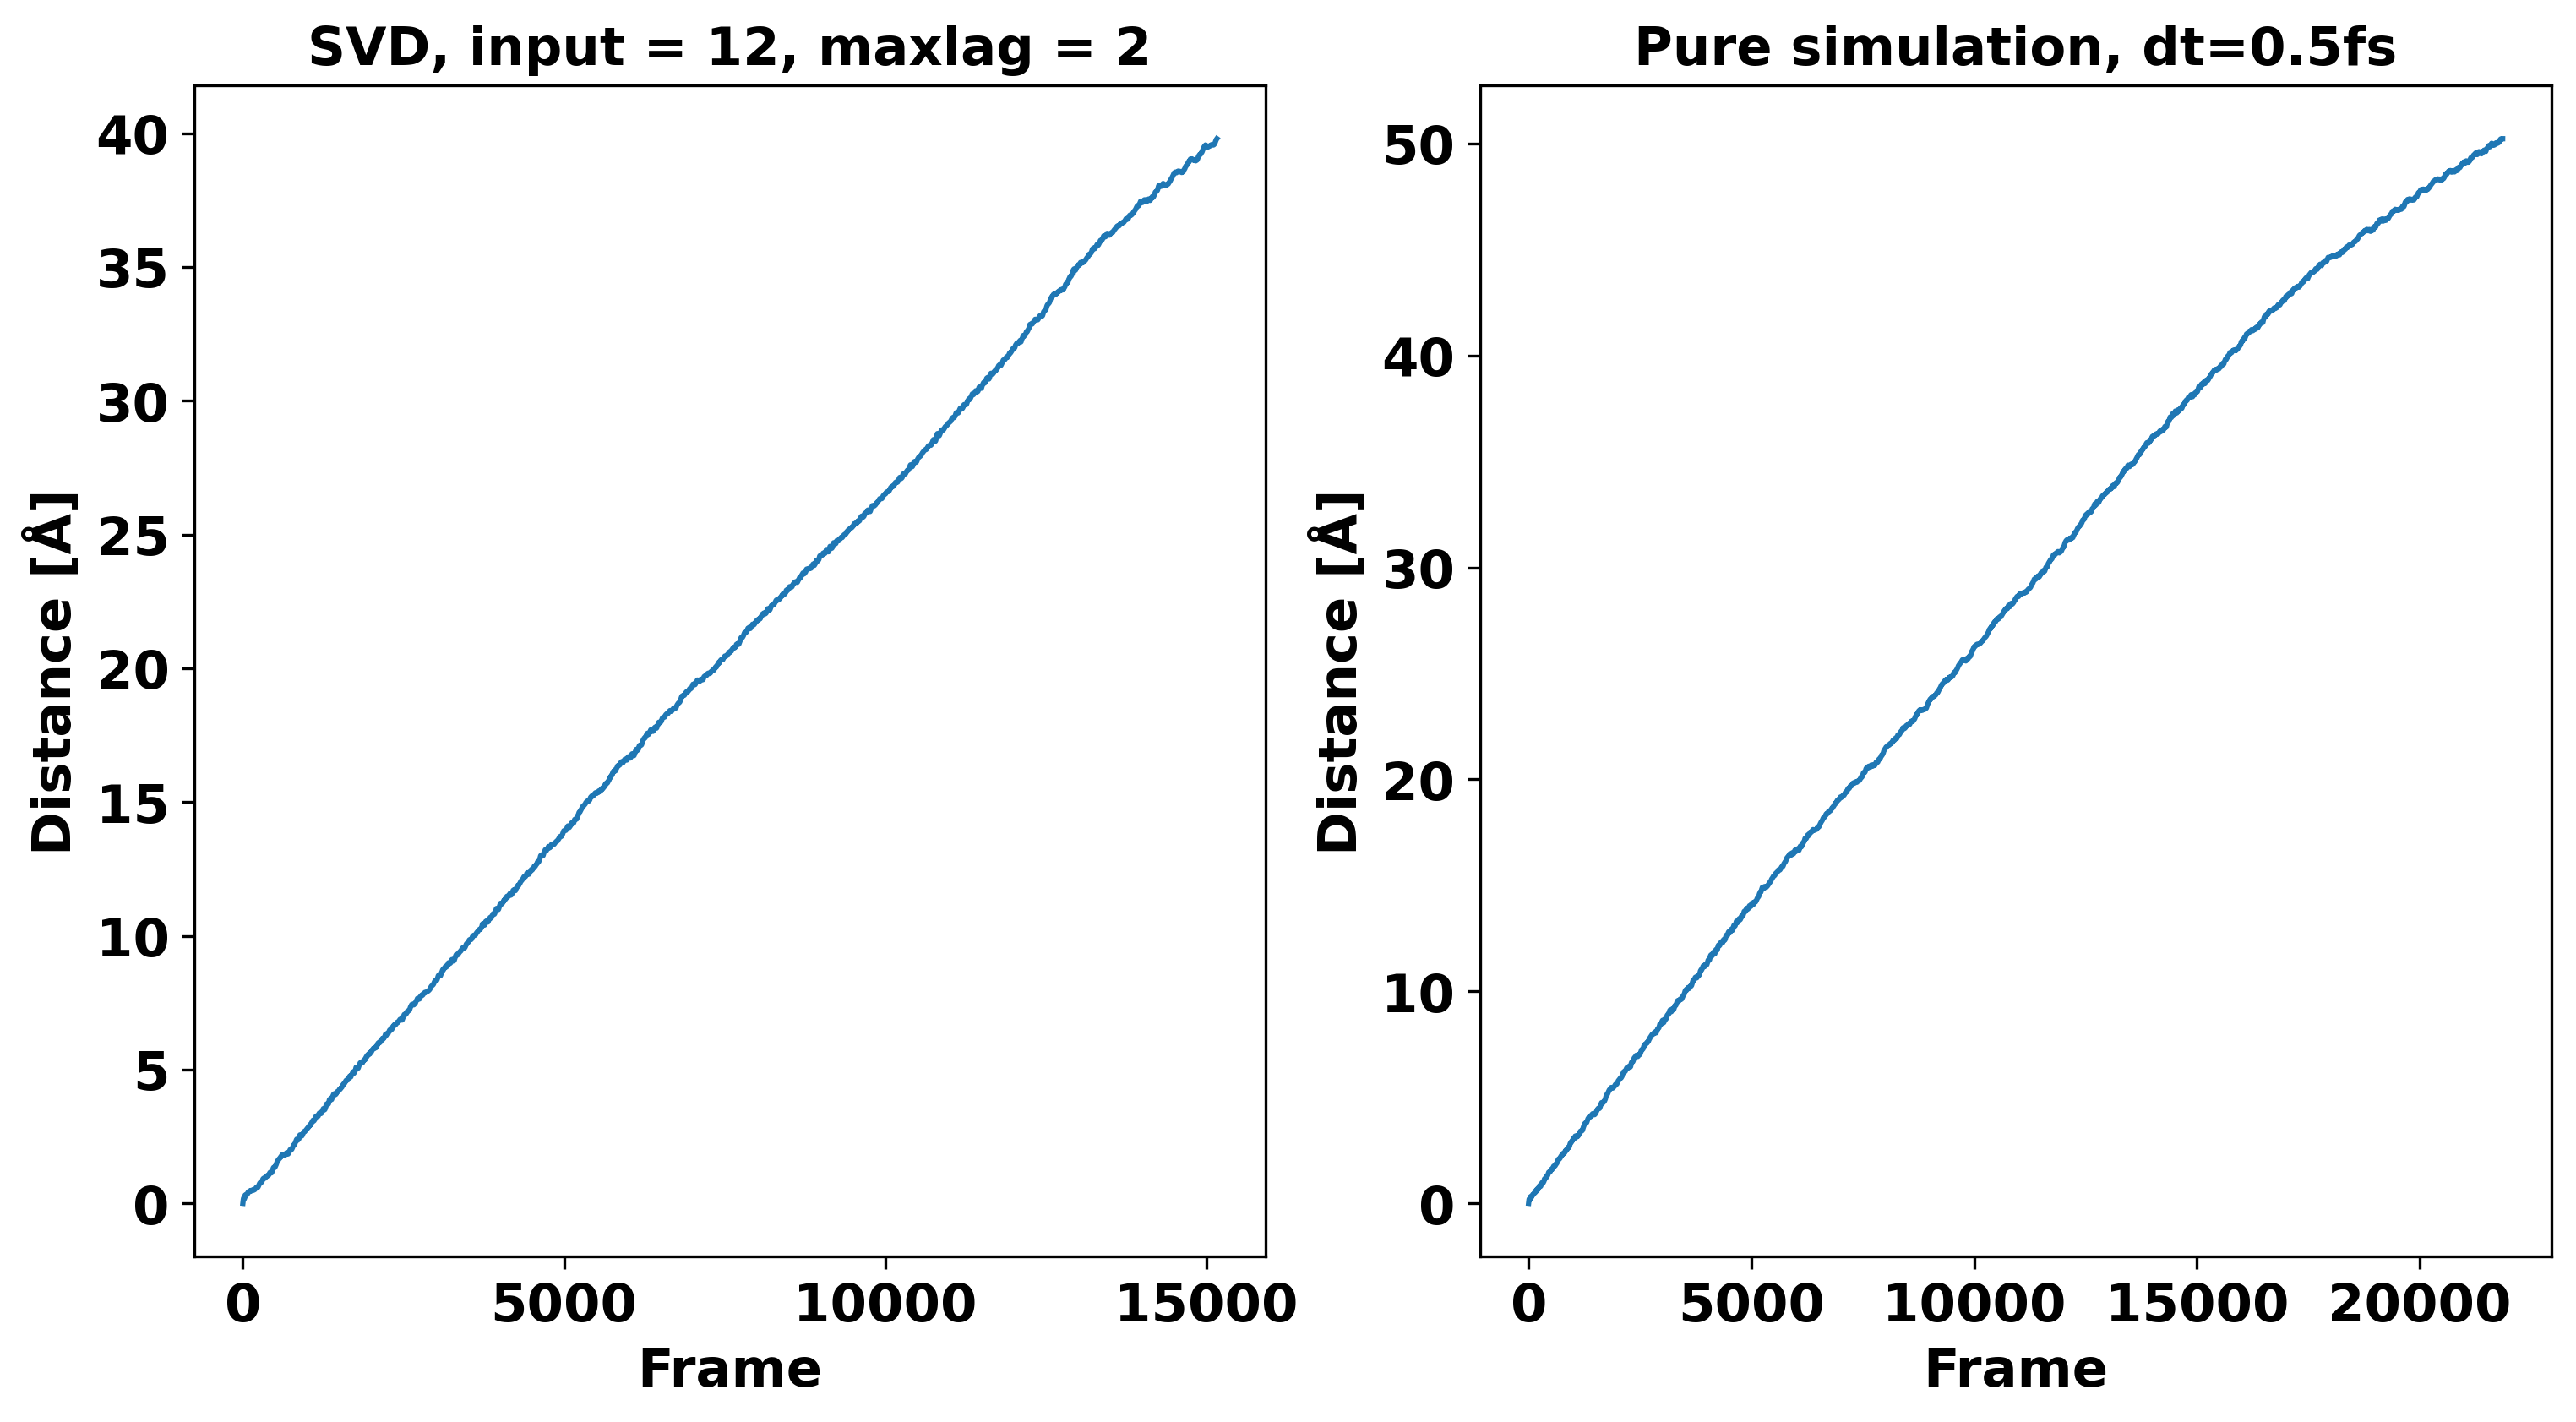 SVD, input = 12, maxlag = 2
40
35
30
25
20
15
10
5
0
Distance [Å]
0 5000 10000 15000
Frame
Pure simulation, dt=0.5fs
50
40
30
20
10
0
Distance [Å]
0 5000 10000 15000 20000
Frame